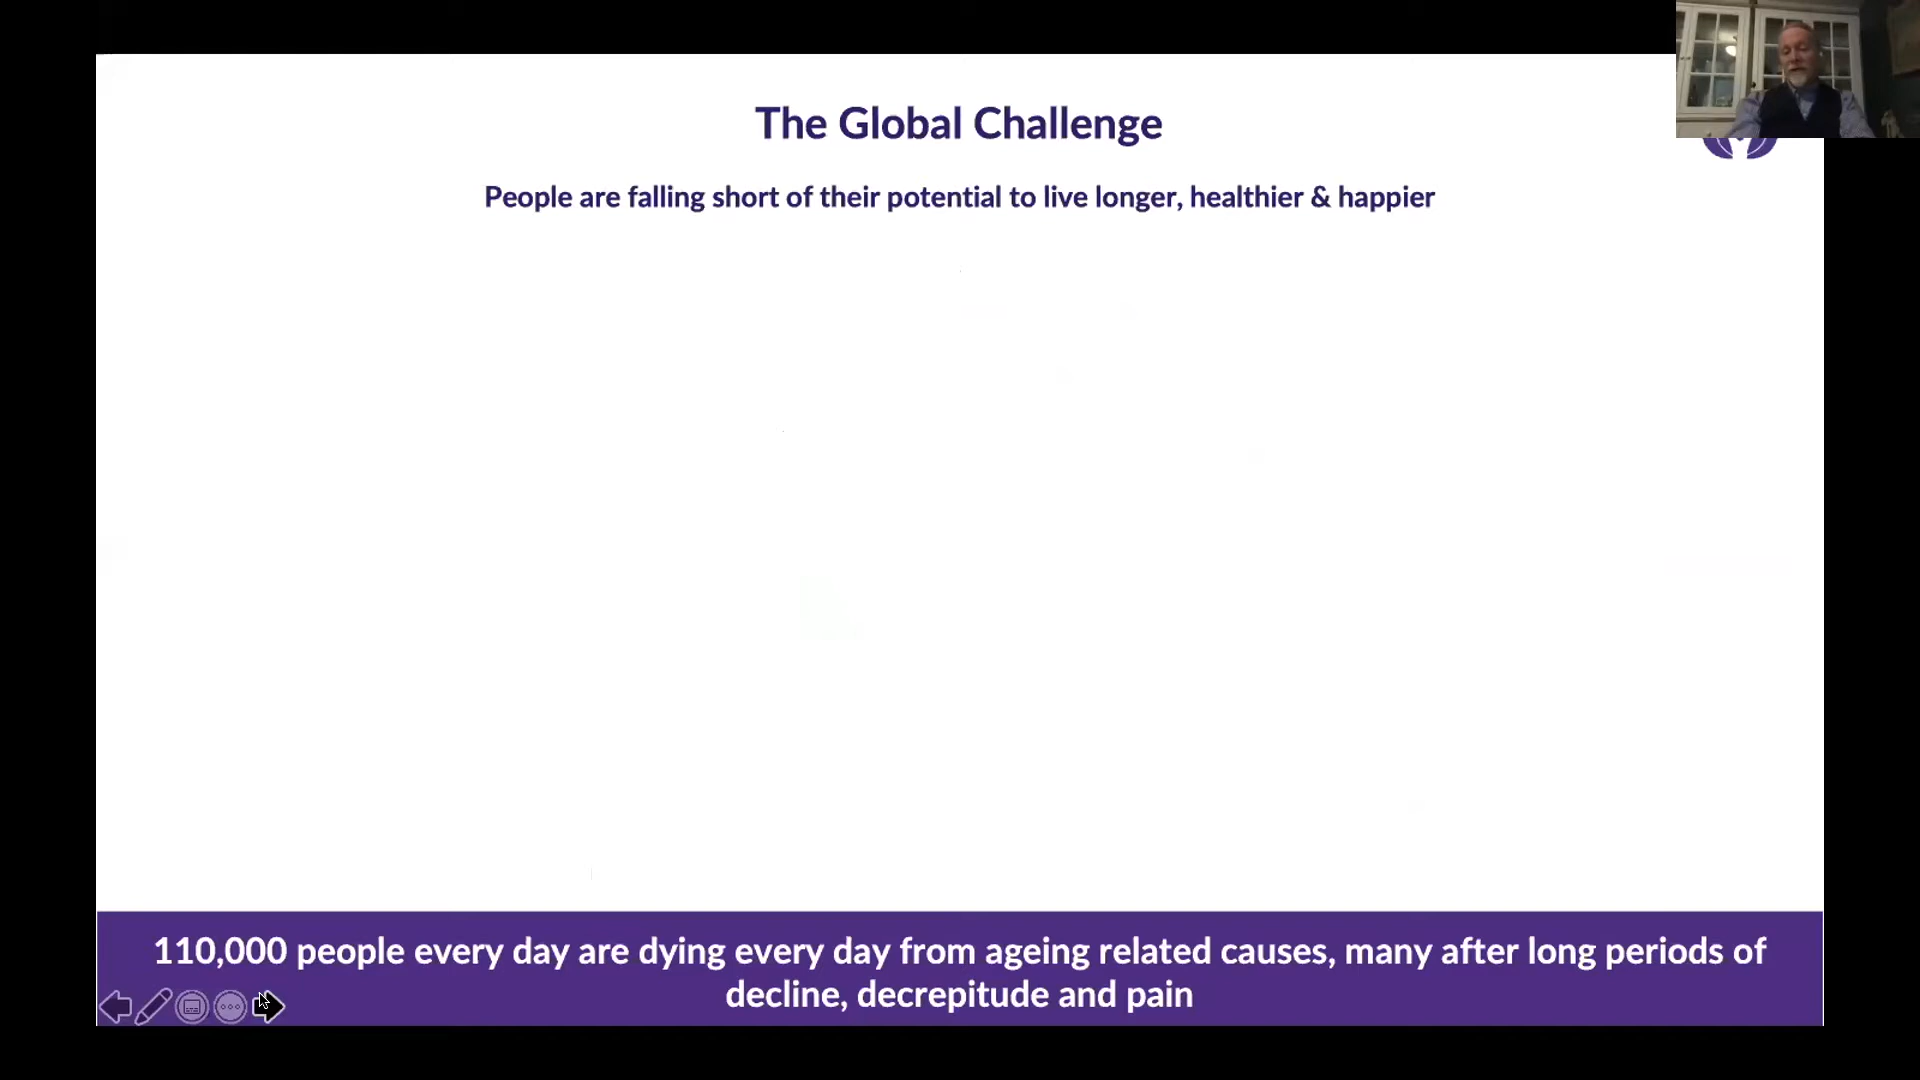 The Global Challenge
People are falling short of their potential to live longer, healthier & happier
110,000 people every day are dying every day from ageing related causes, many after long periods of
decline, decrepitude and pain